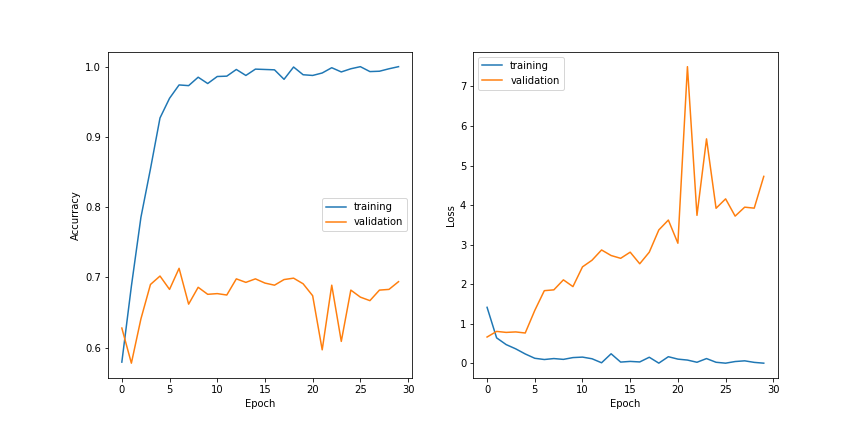 1.0
0.9
0.8
0.7
0.6
Accurracy
0 5 10 15 20 25 30
Epoch
training
validation
7
6
5
4
3
2
1
0
Loss
0 5 10 15 20 25 30
Epoch
training
validation